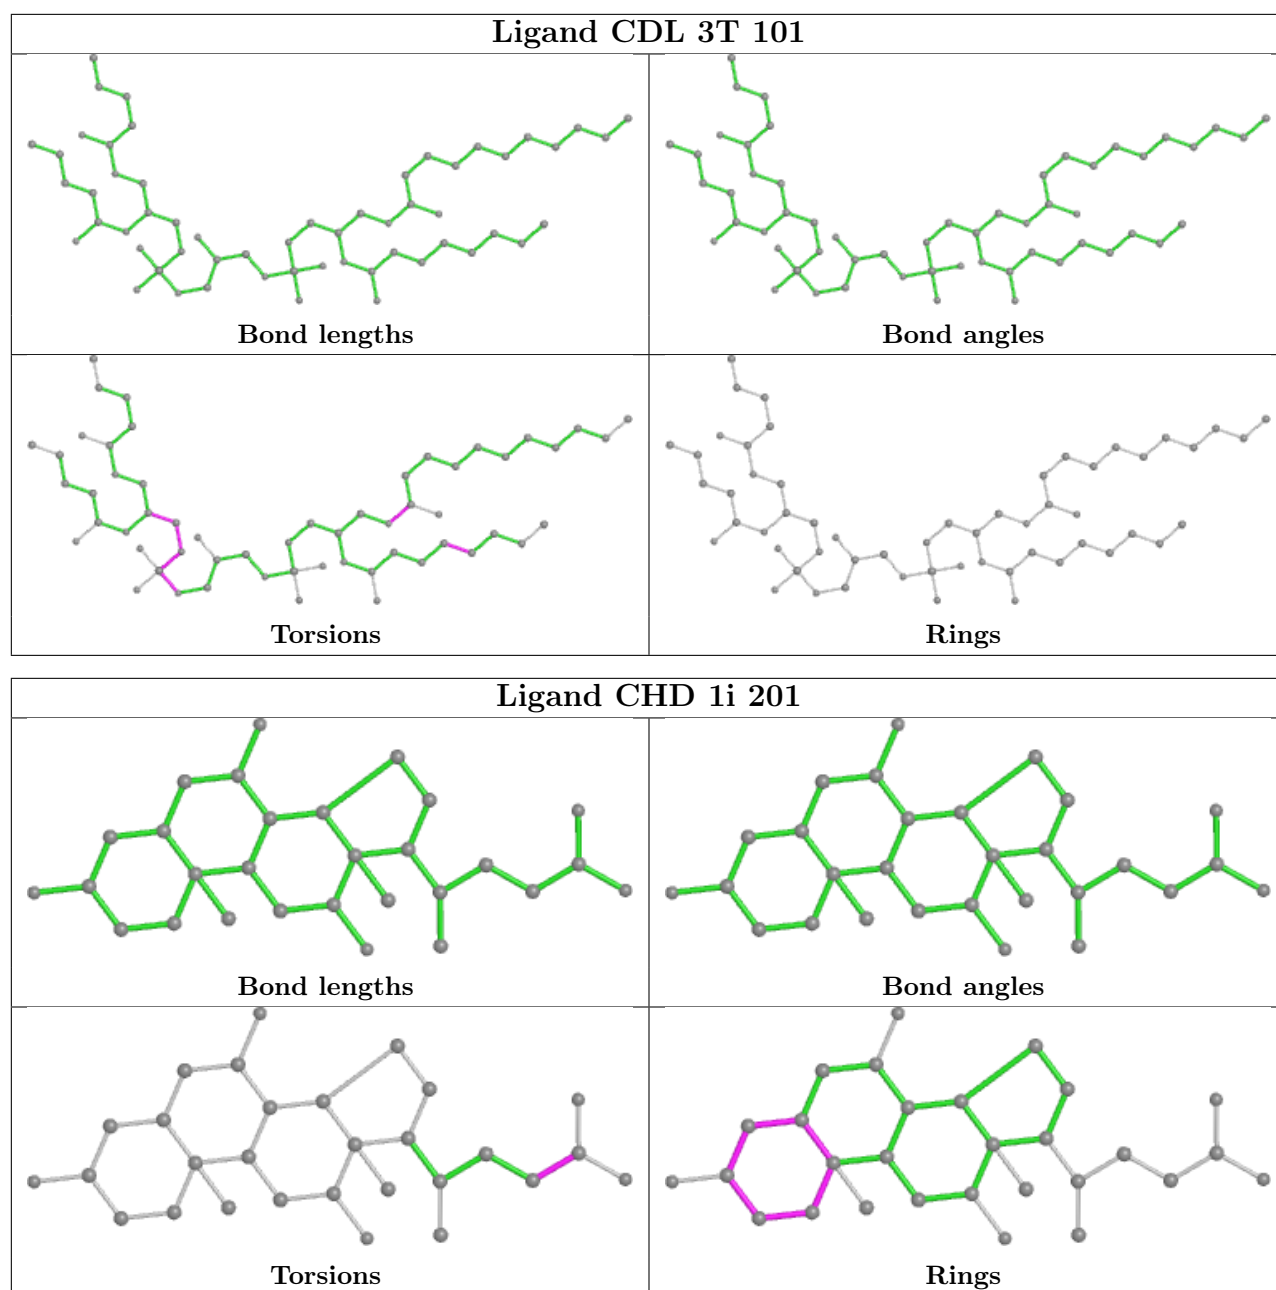 Ligand CDL 3T 101
Bond lengths
Bond angles
Torsions
Rings
Ligand CHD 1i 201
Bond lengths
Bond angles
Torsions
Rings